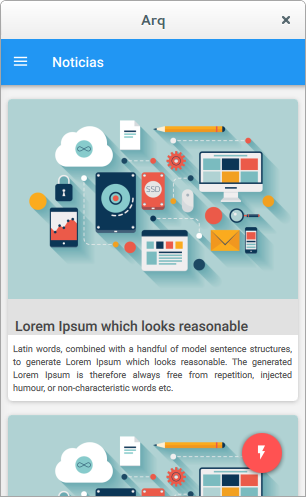 Arq
Noticias
SSD
Lorem Ipsum which looks reasonable
Latin words, combined with a handful of model sentence structures,
to generate Lorem Ipsum which looks reasonable. The generated
Lorem Ipsum is therefore always free from repetition, injected
humour, or non-characteristic words etc.